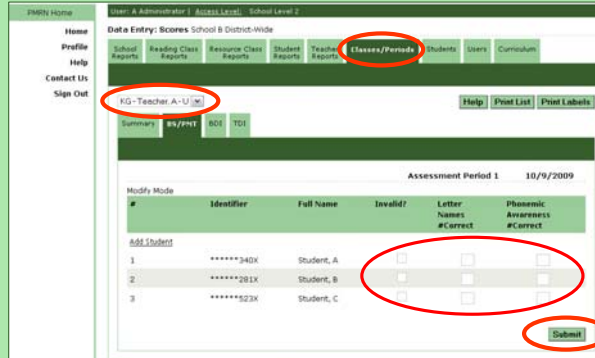 PMRN Home
Home
Profile
Help
Contact Us
Sign Out
User: A Administrator | Access Level: School Level 2
Data Entry: Scores School B District-Wide
School Reports
Reading Class Reports
Resource Class Reports
Student Reports
Teacher Reports
Classes/Periods
Students
Users
Curriculum
KG - Teacher, A - U
Help
Print List
Print Labels
Summary
BS/PMT
BDI
TDI
Assessment Period 1 10/9/2009
Modify Mode
# Identifier Full Name Invalid? Letter Names #Correct Phonemic Awareness #Correct
Add Student
1 ******340X Student, A
2 ******281X Student, B
3 ******523X Student, C
Submit